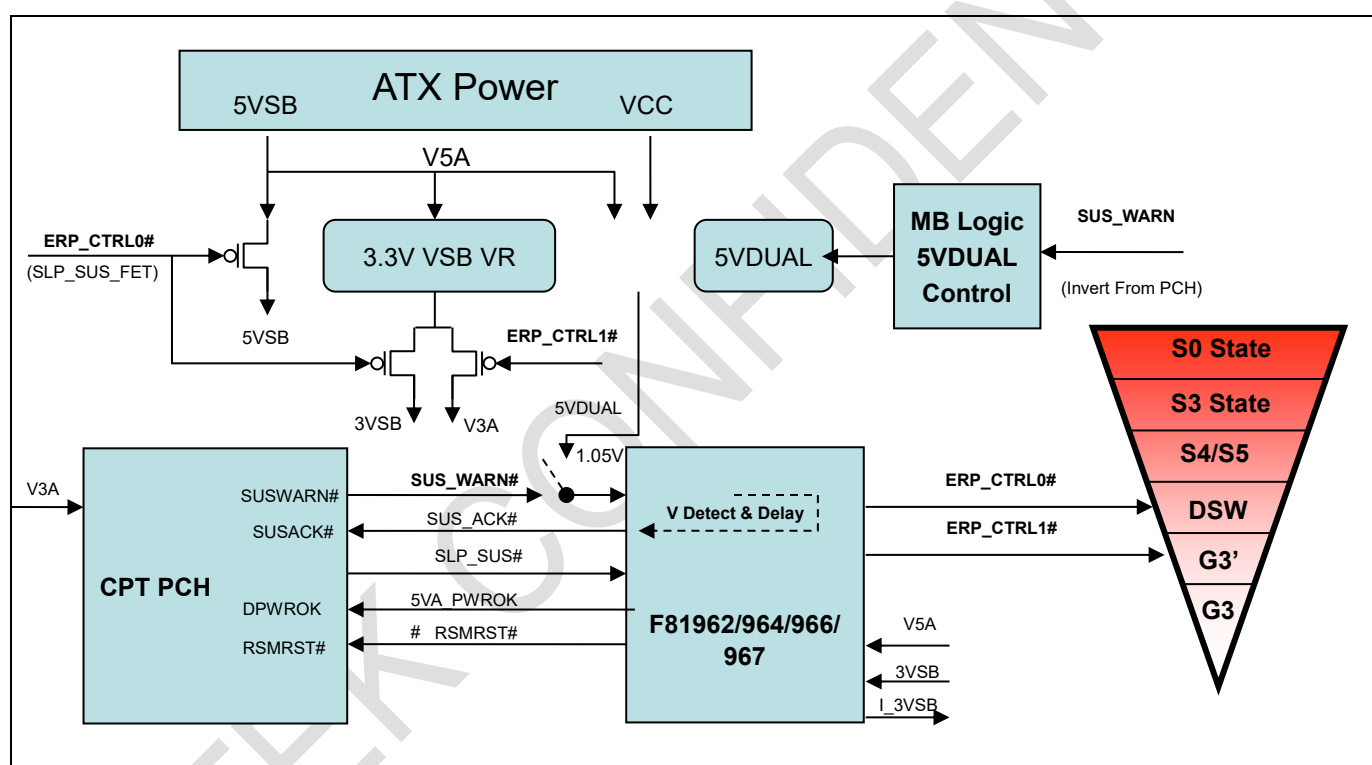 ATX Power
5VSB
VCC
V5A
ERP_CTRL0#
(SLP_SUS_FET)
3.3V VSB VR
5VDUAL
MB Logic
5VDUAL
Control
SUS_WARN
(Invert From PCH)
5VSB
ERP_CTRL1#
3VSB
V3A
5VDUAL
1.05V
S0 State
S3 State
S4/S5
DSW
G3’
G3
V3A
CPT PCH
SUSWARN#
SUSACK#
DPWROK
RSMRST#
SUS_WARN#
SUS_ACK#
SLP_SUS#
5VA_PWROK
# RSMRST#
V Detect & Delay
F81962/964/966/
967
ERP_CTRL0#
ERP_CTRL1#
V5A
3VSB
I_3VSB